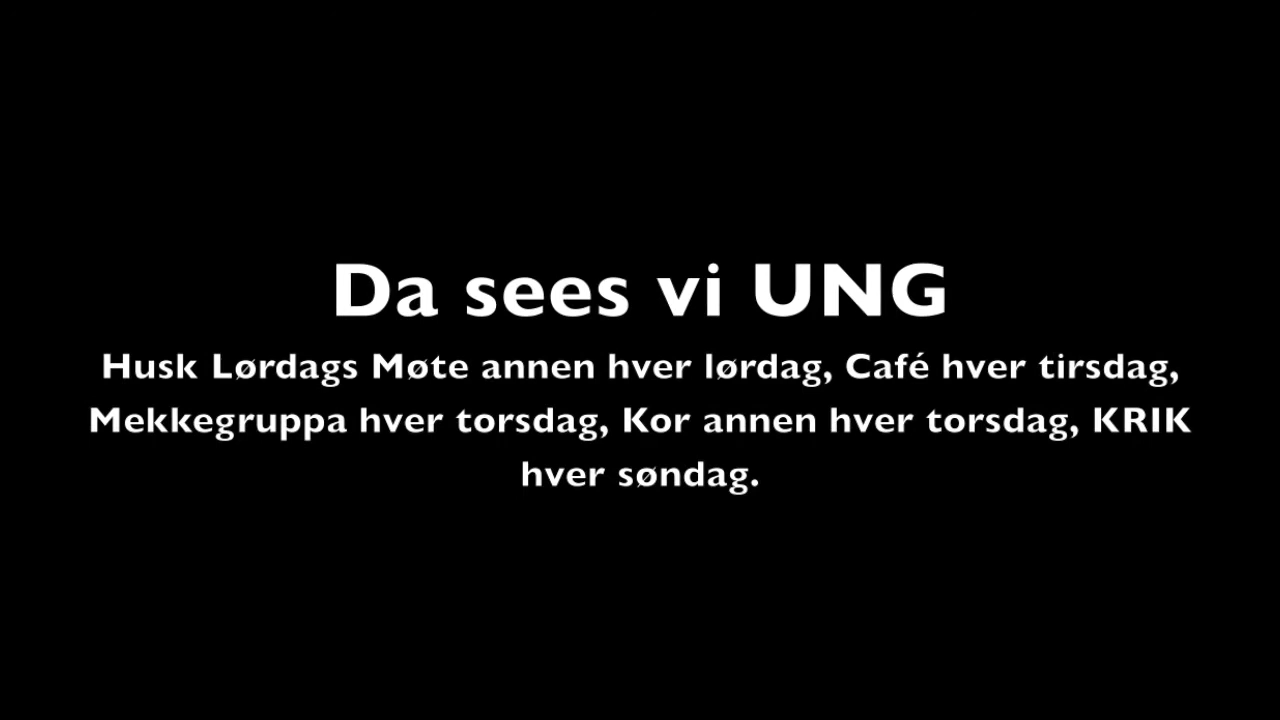 Da sees vi UNG
Husk Lørdags Møte annen hver lørdag, Café hver tirsdag,
Mekkegruppa hver torsdag, Kor annen hver torsdag, KRIK
hver søndag.